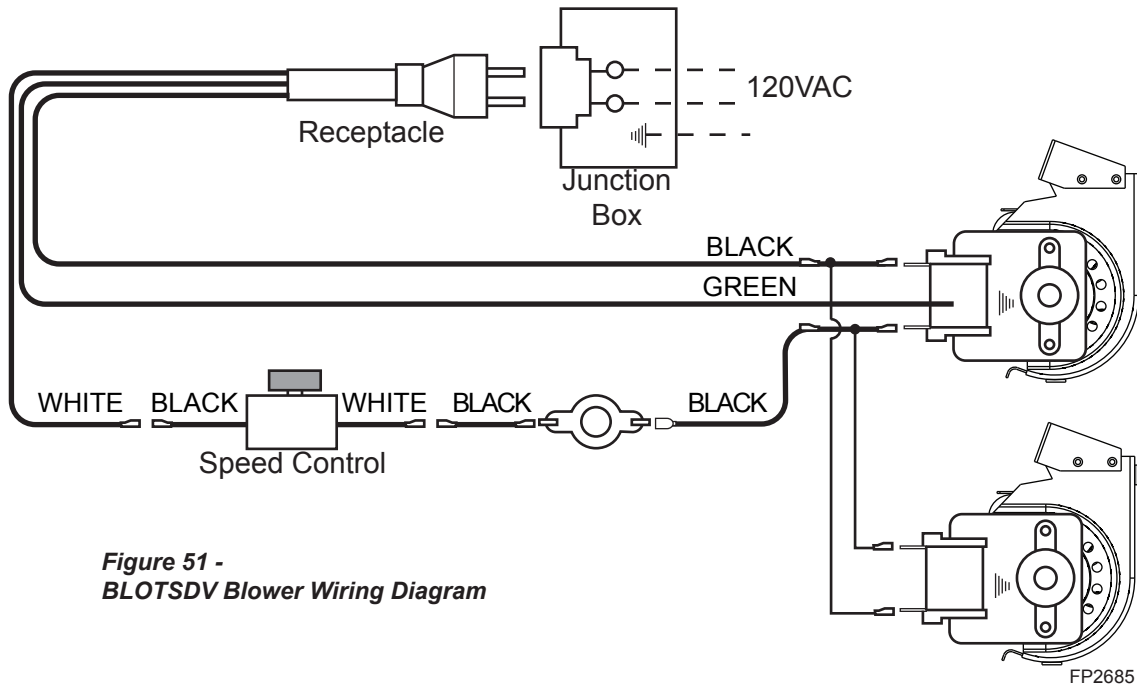 120VAC
Receptacle
Junction
Box
BLACK
GREEN
WHITE BLACK WHITE BLACK BLACK
Speed Control
Figure 51 -
BLOTSDV Blower Wiring Diagram
FP2685